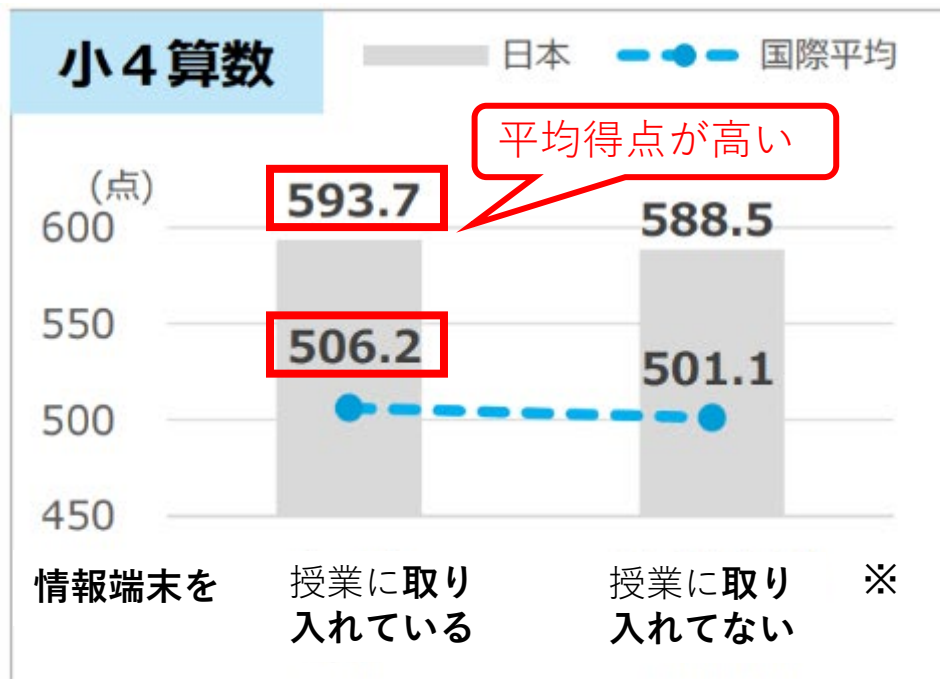 小４算数
日本
国際平均
平均得点が高い
（点）
593.7
600
588.5
550
506.2
501.1
500
450
情報端末を
授業に取り
入れている
授業に取り
入れてない
※